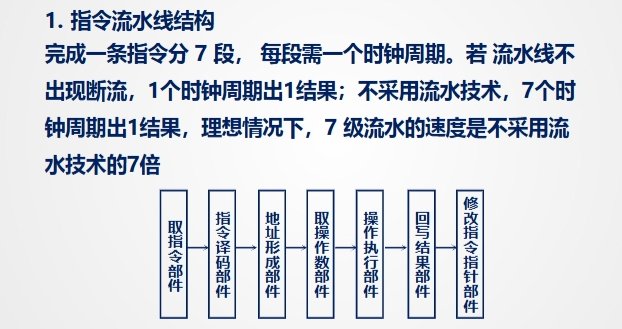 1. 指令流水线结构
完成一条指令分 7 段， 每段需一个时钟周期。若 流水线不
出现断流，1个时钟周期出1结果；不采用流水技术，7个时
钟周期出1结果，理想情况下，7 级流水的速度是不采用流
水技术的7倍
取指令部件
指令译码部件
地址形成部件
取操作数部件
操作执行部件
回写结果部件
修改指令指针部件